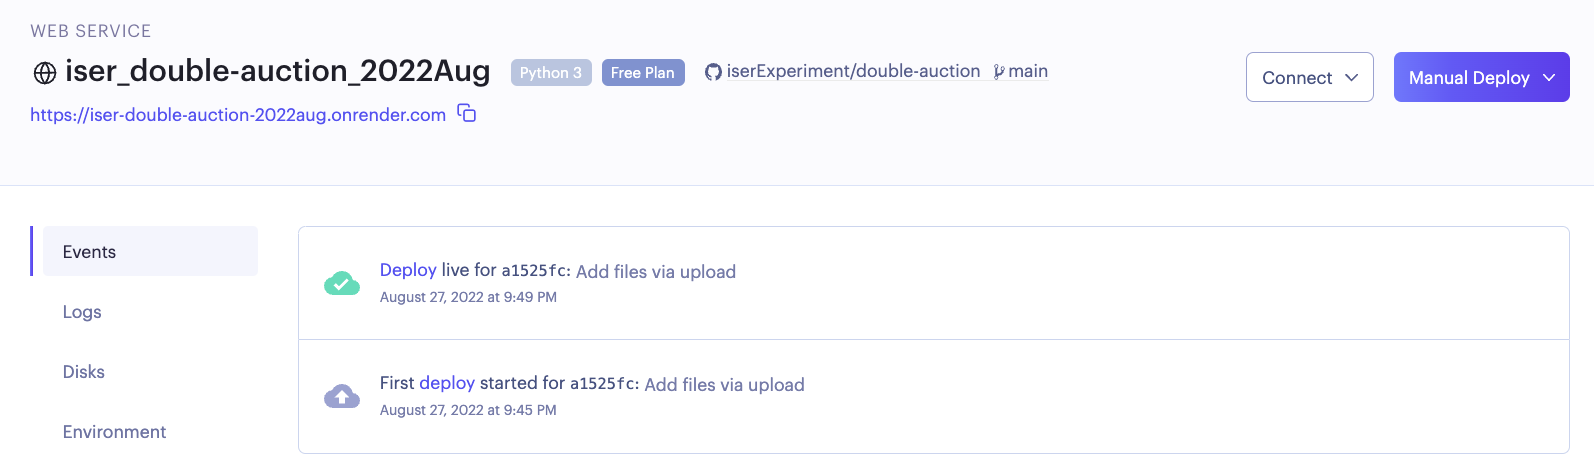 WEB SERVICE
iser_double-auction_2022Aug Python 3 Free Plan iserExperiment/double-auction main
https://iser-double-auction-2022aug.onrender.com
Connect
Manual Deploy
Events
Logs
Disks
Environment
Deploy live for a1525fc: Add files via upload
August 27, 2022 at 9:49 PM
First deploy started for a1525fc: Add files via upload
August 27, 2022 at 9:45 PM